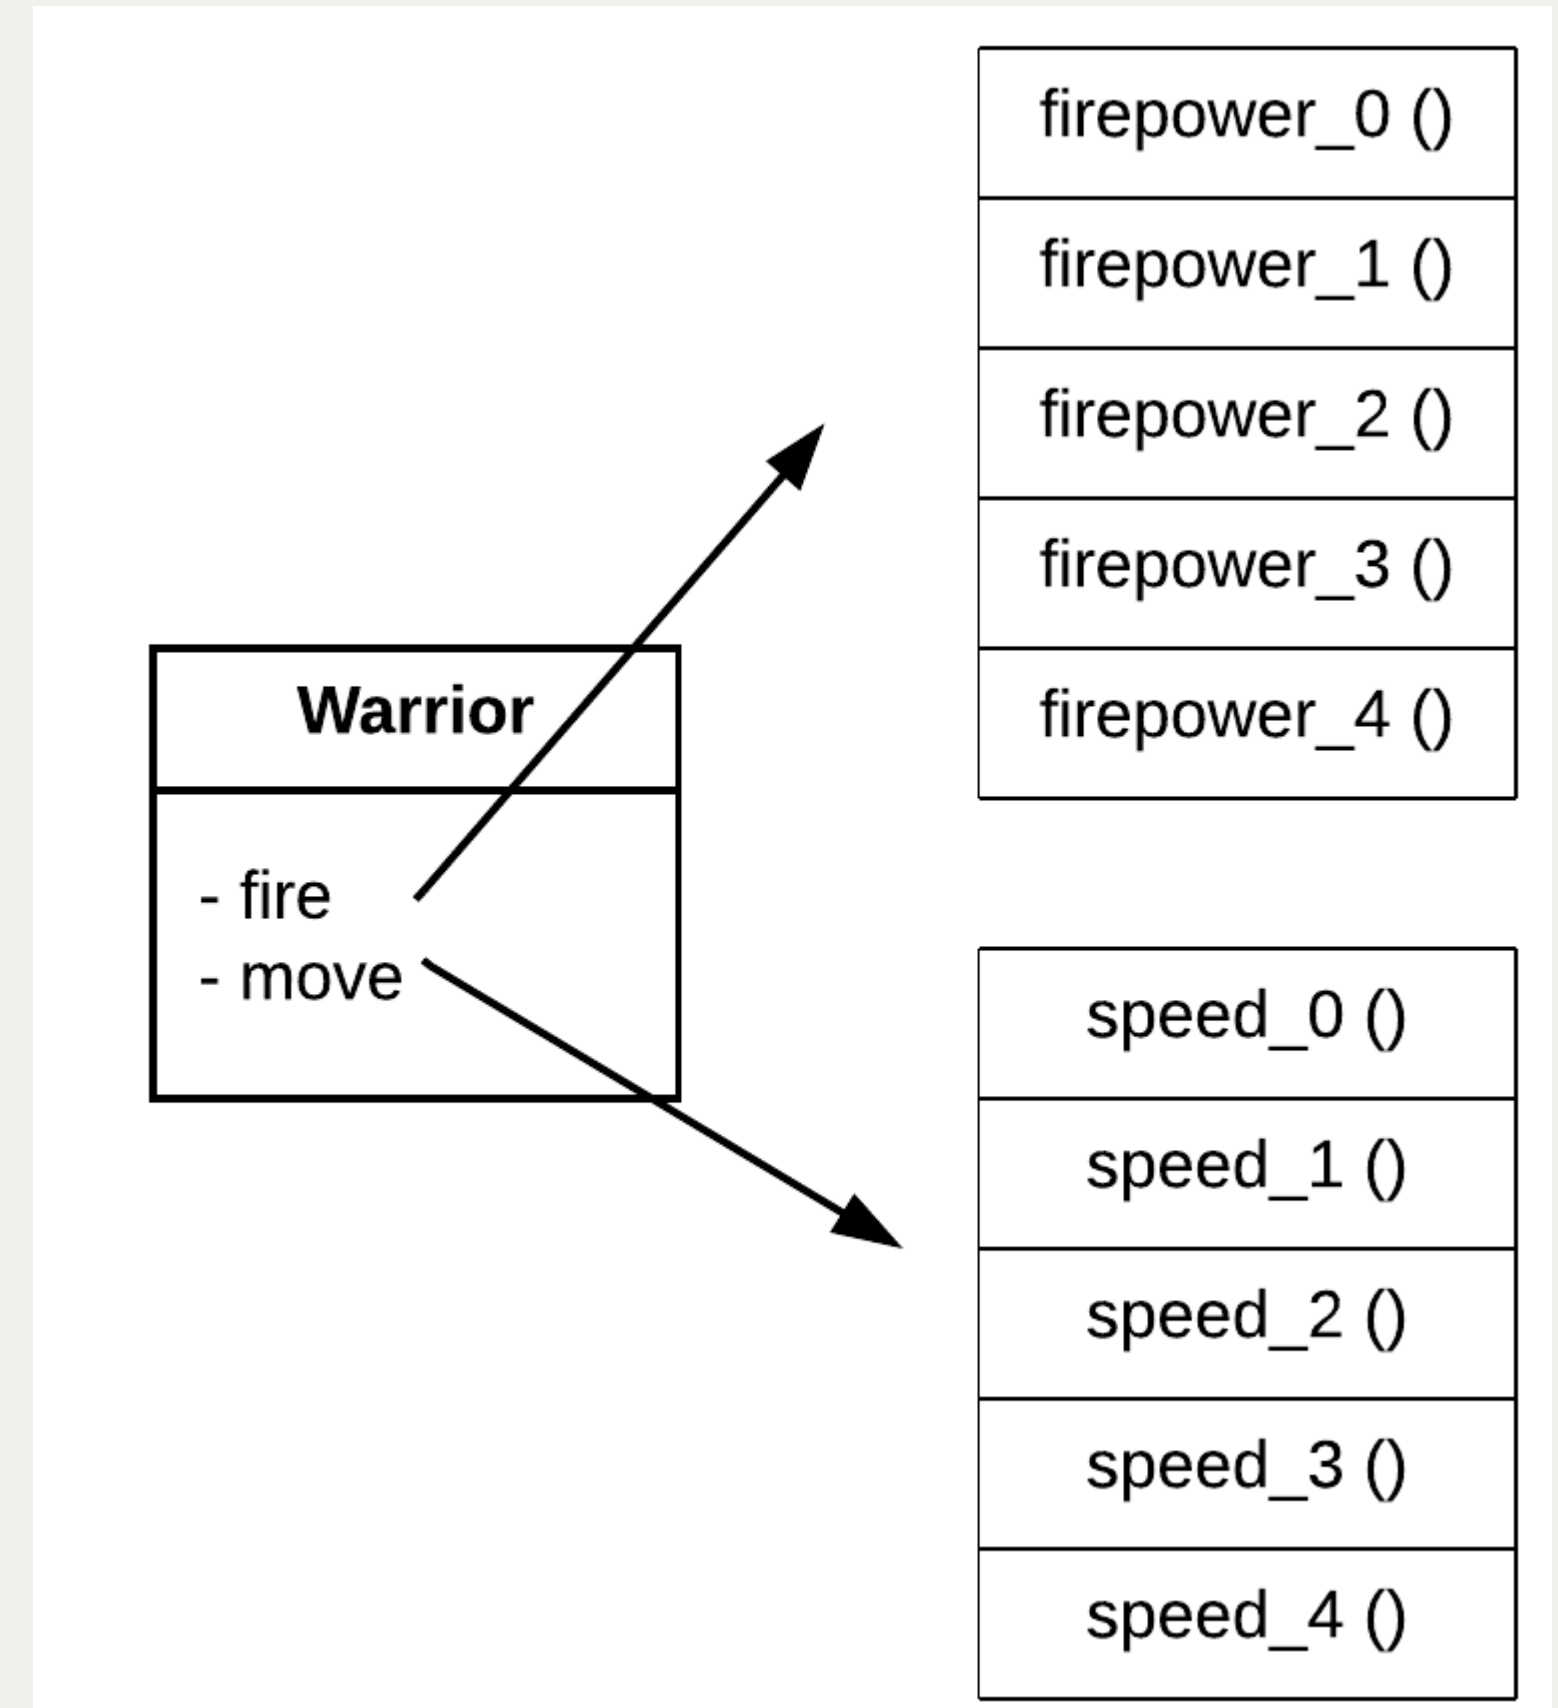 firepower_0 ()
firepower_1 ()
firepower_2 ()
firepower_3 ()
firepower_4 ()
Warrior
- fire
- move
speed_0 ()
speed_1 ()
speed_2 ()
speed_3 ()
speed_4 ()